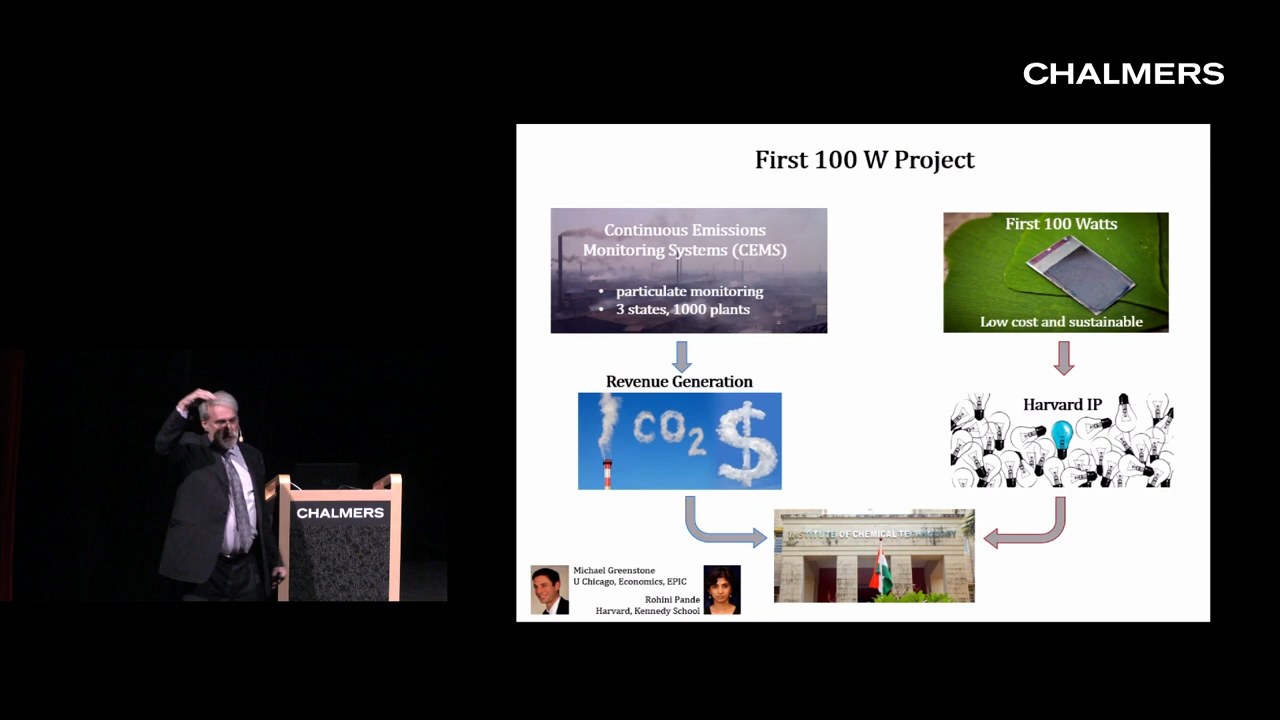 CHALMERS
First 100 W Project
Continuous Emissions
Monitoring Systems (CEMS)
• particulate monitoring
• 3 states, 1000 plants
First 100 Watts
Low cost and sustainable
Revenue Generation
CO2 $
Harvard IP
INSTITUTE OF CHEMICAL TECHNOLOGY
Michael Greenstone
U Chicago, Economics, EPIC
Rohini Pande
Harvard, Kennedy School
CHALMERS